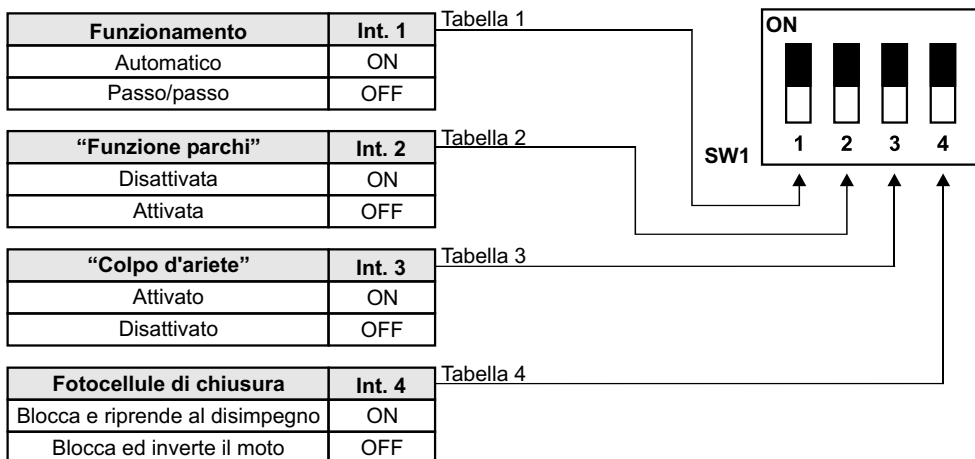 Funzionamento Int. 1
Automatico ON
Passo/passo OFF
Tabella 1
“Funzione parchi” Int. 2
Disattivata ON
Attivata OFF
Tabella 2
“Colpo d'ariete” Int. 3
Attivato ON
Disattivato OFF
Tabella 3
Fotocellule di chiusura Int. 4
Blocca e riprende al disimpegno ON
Blocca ed inverte il moto OFF
Tabella 4
ON
1 2 3 4
SW1